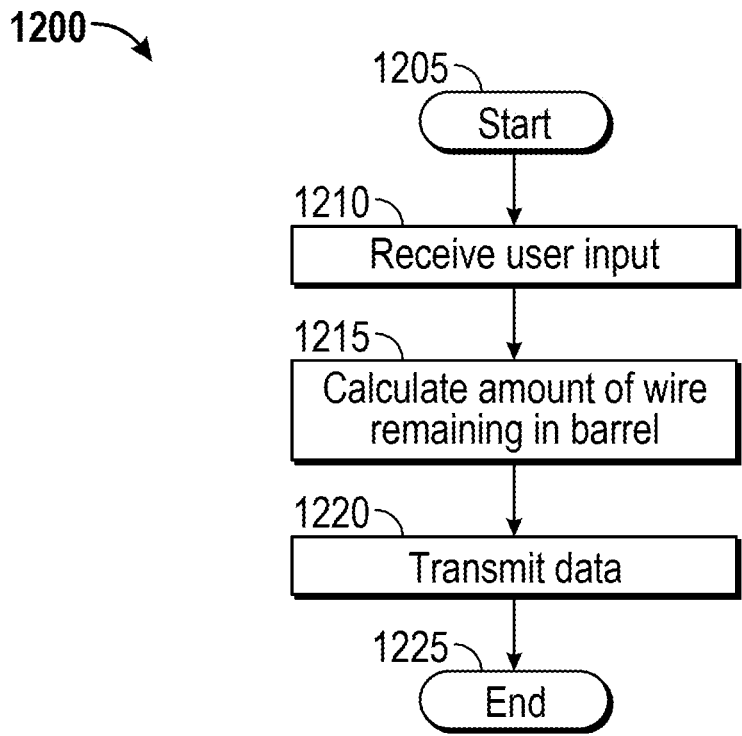 1200
1205
Start
1210
Receive user input
1215
Calculate amount of wire
remaining in barrel
1220
Transmit data
1225
End